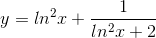 y = ln²x + 1/(ln²x + 2)